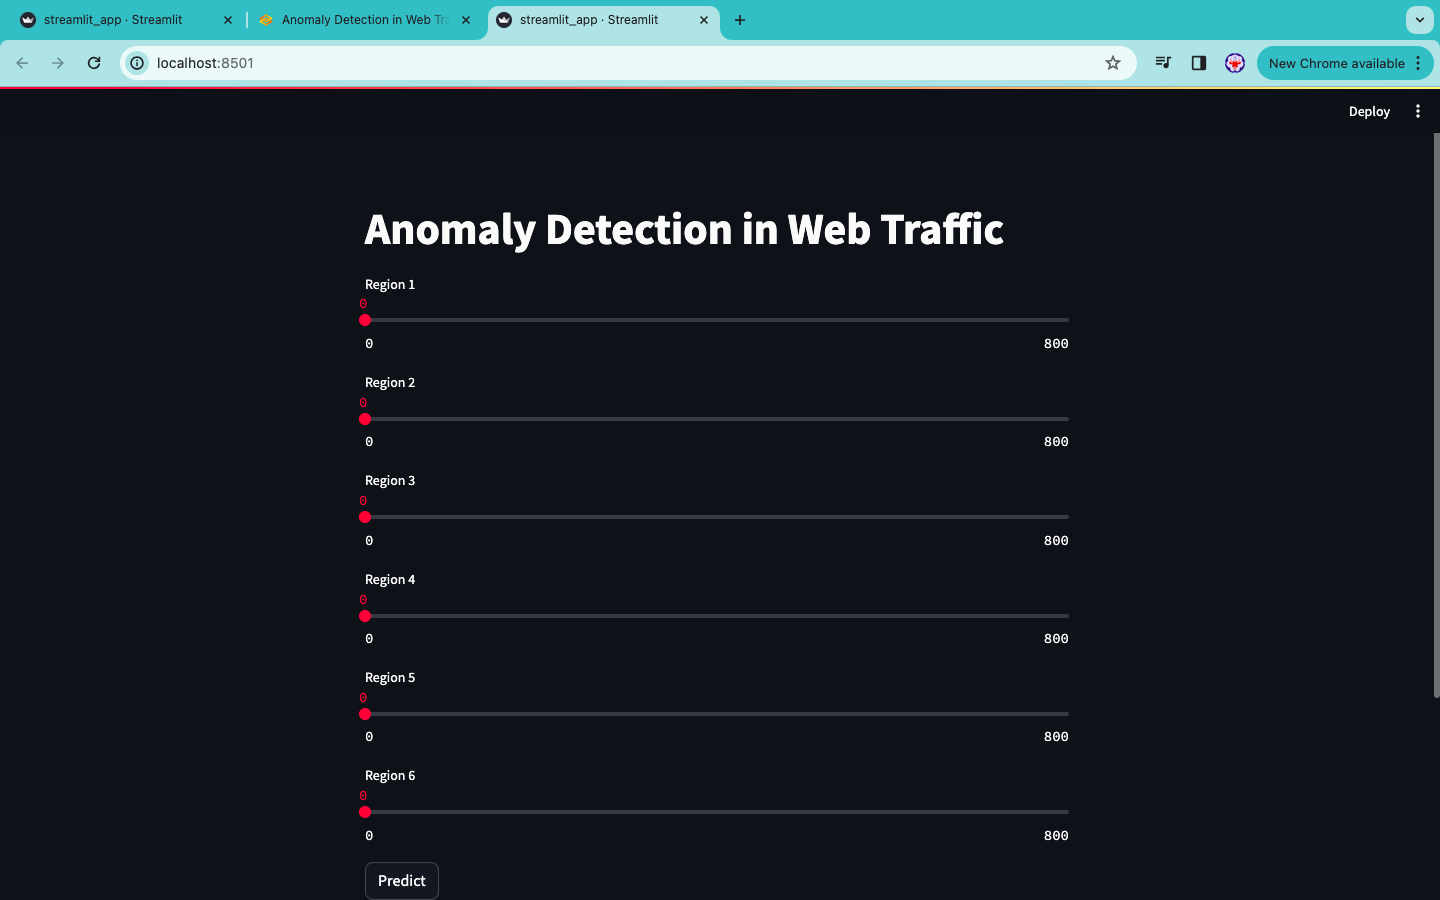 streamlit_app · Streamlit
Anomaly Detection in Web Tra
streamlit_app · Streamlit
localhost:8501
New Chrome available
Deploy
Anomaly Detection in Web Traffic
Region 1
0
0 800
Region 2
0
0 800
Region 3
0
0 800
Region 4
0
0 800
Region 5
0
0 800
Region 6
0
0 800
Predict